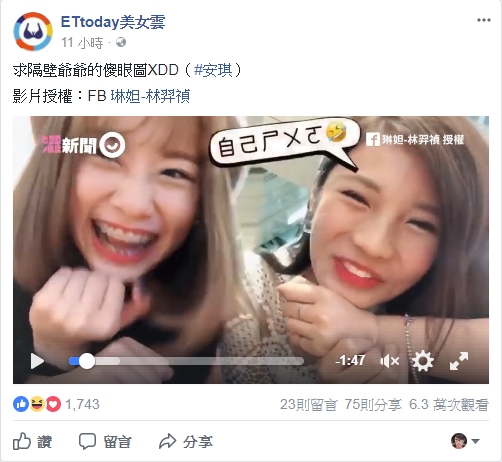 ETtoday美女雲
11 小時 ·
求隔壁爺爺的傻眼圖XDD（#安琪）
影片授權：FB 琳妲-林羿禎
新聞
自己ㄏㄨㄛ🤣
琳妲-林羿禎 授權
-1:47
1,743
23則留言 75則分享 6.3 萬次觀看
讚 留言 分享